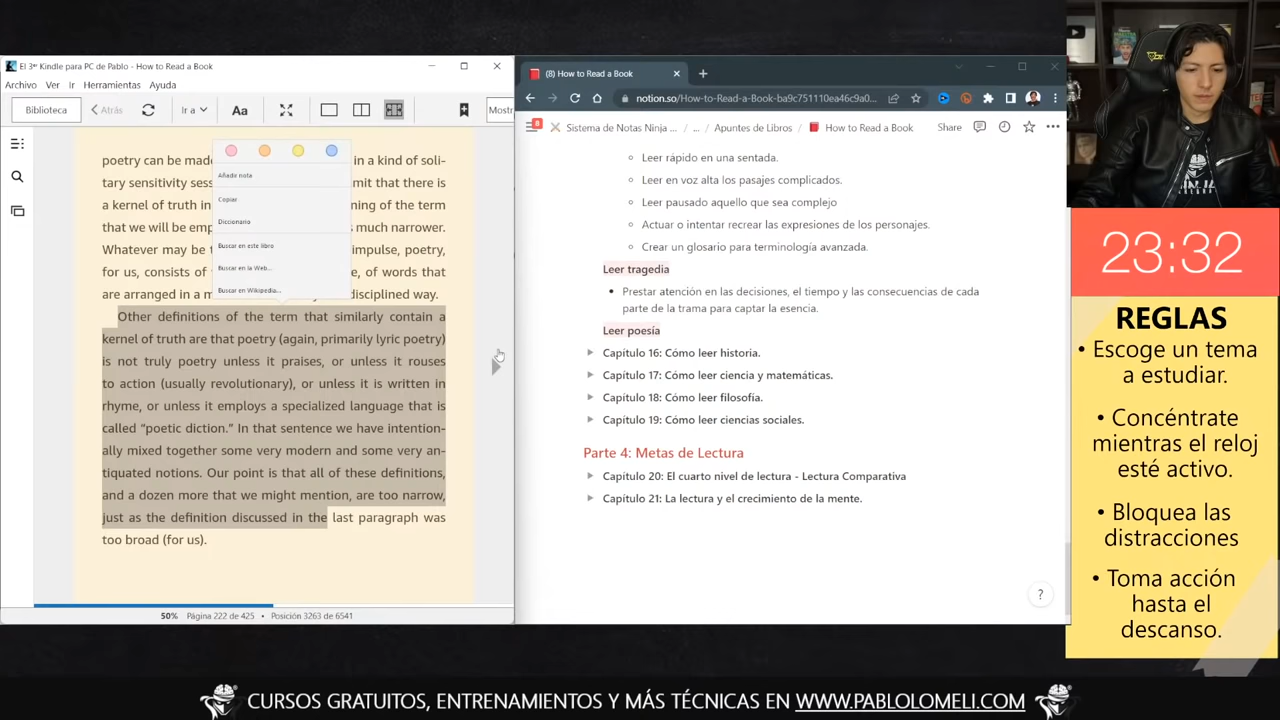 El 3er Kindle para PC de Pablo - How to Read a Book
Archivo Ver Ir Herramientas Ayuda
Biblioteca Atrás Ir a Aa Mostr
poetry can be made in a kind of soli-
tary sensitivity sess mit that there is
a kernel of truth in ning of the term
that we will be emp much narrower.
Whatever may be t impulse, poetry,
for us, consists of e, of words that
are arranged in a m disciplined way.
Other definitions of the term that similarly contain a
kernel of truth are that poetry (again, primarily lyric poetry)
is not truly poetry unless it praises, or unless it rouses
to action (usually revolutionary), or unless it is written in
rhyme, or unless it employs a specialized language that is
called “poetic diction.” In that sentence we have intention-
ally mixed together some very modern and some very an-
tiquated notions. Our point is that all of these definitions,
and a dozen more that we might mention, are too narrow,
just as the definition discussed in the last paragraph was
too broad (for us).
Añadir nota
Copiar
Diccionario
Buscar en este libro
Buscar en la Web...
Buscar en Wikipedia...
50% Página 222 de 425 • Posición 3263 de 6541
(8) How to Read a Book
notion.so/How-to-Read-a-Book-ba9c751110ea46c9a0...
8 Sistema de Notas Ninja ... / ... / Apuntes de Libros / How to Read a Book Share
Leer rápido en una sentada.
Leer en voz alta los pasajes complicados.
Leer pausado aquello que sea complejo
Actuar o intentar recrear las expresiones de los personajes.
Crear un glosario para terminología avanzada.
Leer tragedia
Prestar atención en las decisiones, el tiempo y las consecuencias de cada
parte de la trama para captar la esencia.
Leer poesía
Capítulo 16: Cómo leer historia.
Capítulo 17: Cómo leer ciencia y matemáticas.
Capítulo 18: Cómo leer filosofía.
Capítulo 19: Cómo leer ciencias sociales.
Parte 4: Metas de Lectura
Capítulo 20: El cuarto nivel de lectura - Lectura Comparativa
Capítulo 21: La lectura y el crecimiento de la mente.
?
23:32
REGLAS
• Escoge un tema
a estudiar.
• Concéntrate
mientras el reloj
esté activo.
• Bloquea las
distracciones
• Toma acción
hasta el
descanso.
CURSOS GRATUITOS, ENTRENAMIENTOS Y MÁS TÉCNICAS EN WWW.PABLOLOMELI.COM